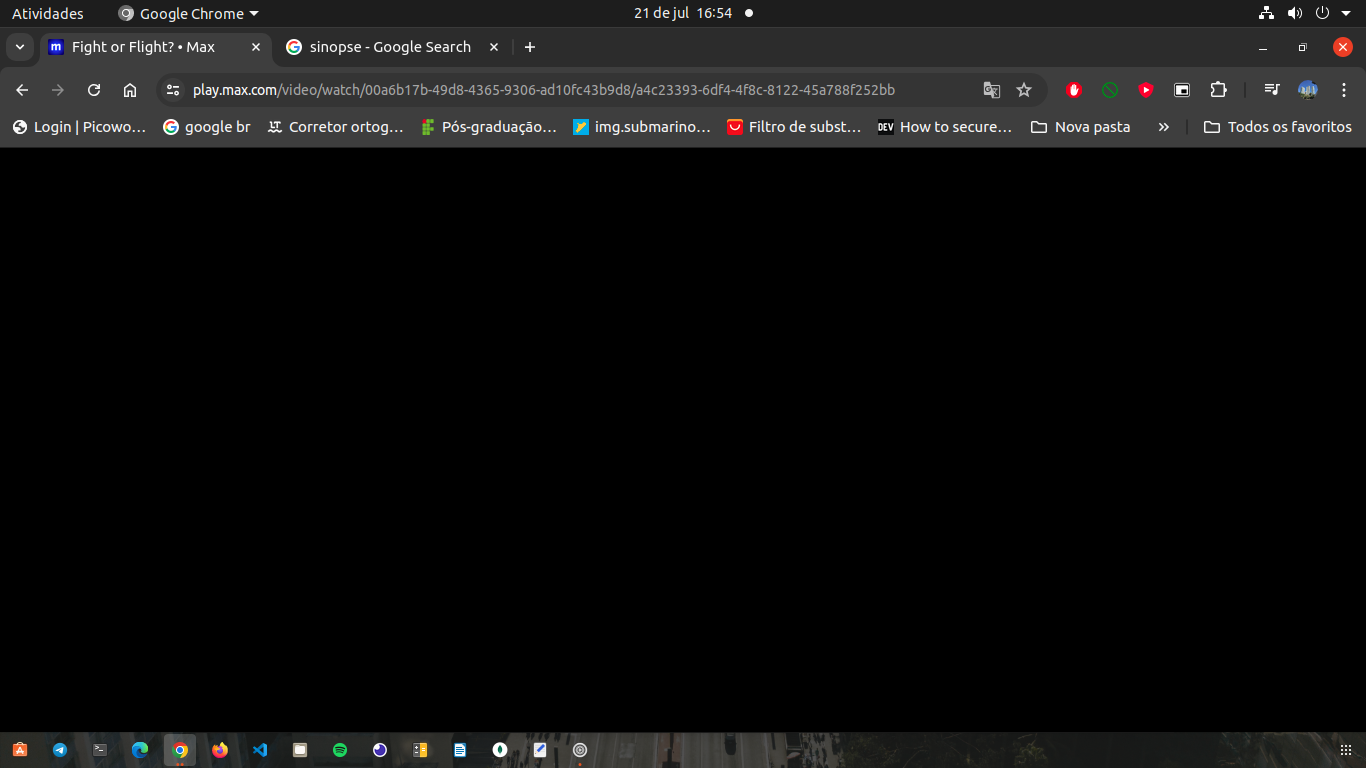 Atividades Google Chrome 21 de jul 16:54
m Fight or Flight? • Max sinopse - Google Search
play.max.com/video/watch/00a6b17b-49d8-4365-9306-ad10fc43b9d8/a4c23393-6df4-4f8c-8122-45a788f252bb
Login | Picowo… google br Corretor ortog… Pós-graduação… img.submarino… Filtro de subst… DEV How to secure… Nova pasta » Todos os favoritos